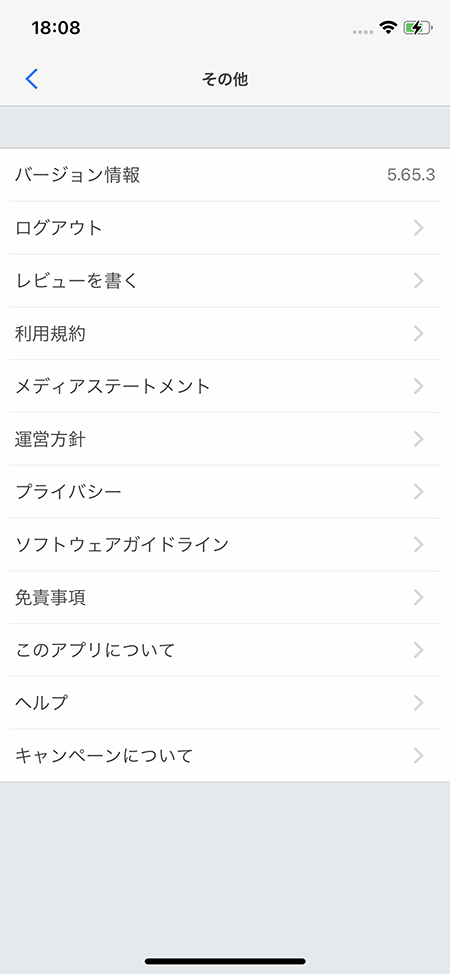 18:08
その他
バージョン情報 5.65.3
ログアウト
レビューを書く
利用規約
メディアステートメント
運営方針
プライバシー
ソフトウェアガイドライン
免責事項
このアプリについて
ヘルプ
キャンペーンについて